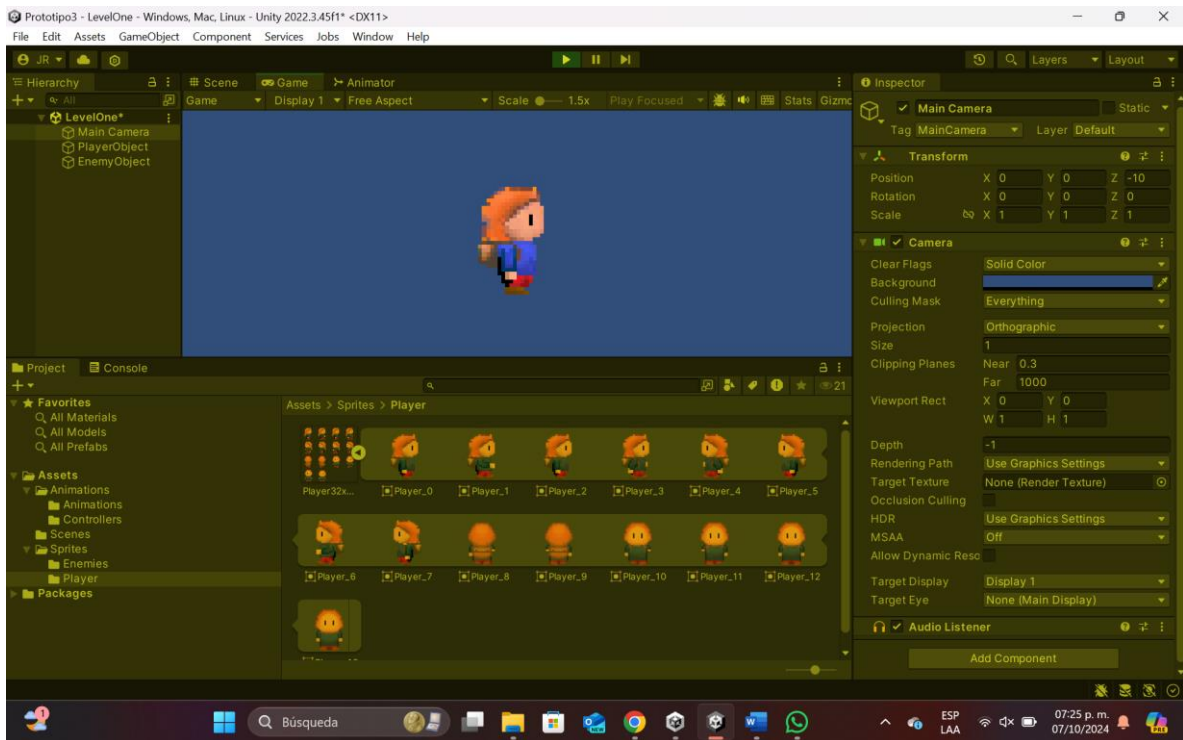 Prototipo3 - LevelOne - Windows, Mac, Linux - Unity 2022.3.45f1* <DX11>
File Edit Assets GameObject Component Services Jobs Window Help
JR Layers Layout
Hierarchy
All
LevelOne*
Main Camera
PlayerObject
EnemyObject
Scene Game Animator
Game Display 1 Free Aspect Scale 1.5x Play Focused Stats Gizmo
Project Console
21
Favorites
All Materials
All Models
All Prefabs
Assets
Animations
Animations
Controllers
Scenes
Sprites
Enemies
Player
Packages
Assets > Sprites > Player
Player32x... Player_0 Player_1 Player_2 Player_3 Player_4 Player_5
Player_6 Player_7 Player_8 Player_9 Player_10 Player_11 Player_12
Inspector
Main Camera Static
Tag MainCamera Layer Default
Transform
Position X 0 Y 0 Z -10
Rotation X 0 Y 0 Z 0
Scale X 1 Y 1 Z 1
Camera
Clear Flags Solid Color
Background
Culling Mask Everything
Projection Orthographic
Size 1
Clipping Planes Near 0.3
Far 1000
Viewport Rect X 0 Y 0
W 1 H 1
Depth -1
Rendering Path Use Graphics Settings
Target Texture None (Render Texture)
Occlusion Culling
HDR Use Graphics Settings
MSAA Off
Allow Dynamic Reso
Target Display Display 1
Target Eye None (Main Display)
Audio Listener
Add Component
1 Búsqueda ESP 07:25 p. m.
LAA 07/10/2024